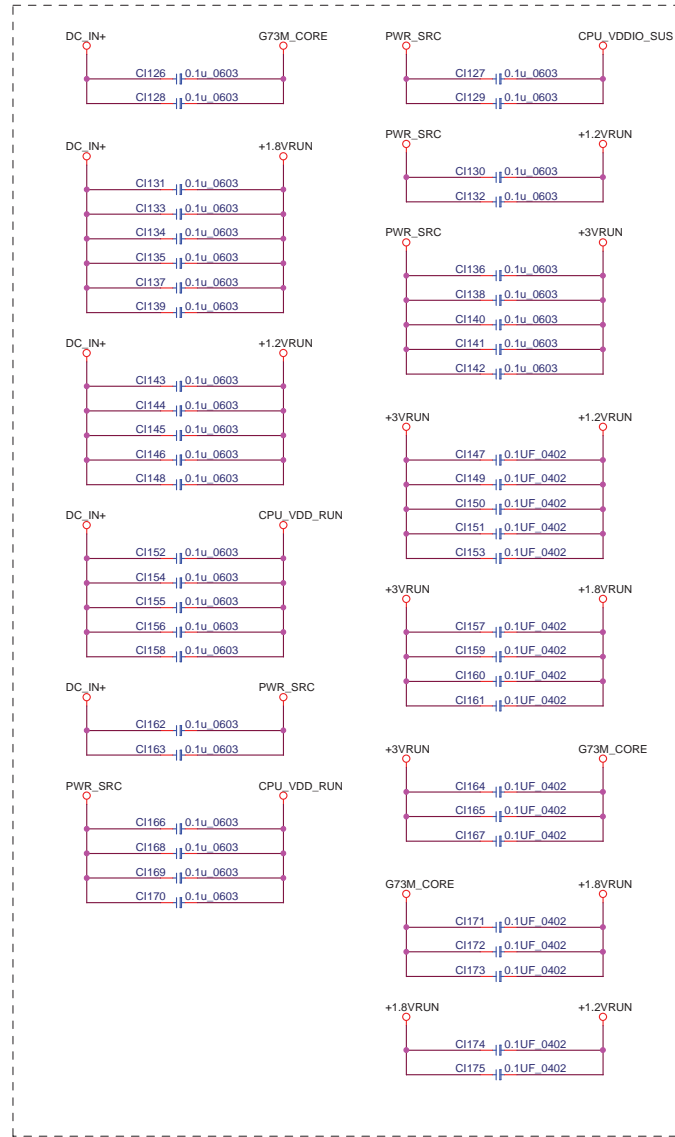 DC_IN+ G73M_CORE
CI126 0.1u_0603
CI128 0.1u_0603
DC_IN+ +1.8VRUN
CI131 0.1u_0603
CI133 0.1u_0603
CI134 0.1u_0603
CI135 0.1u_0603
CI137 0.1u_0603
CI139 0.1u_0603
DC_IN+ +1.2VRUN
CI143 0.1u_0603
CI144 0.1u_0603
CI145 0.1u_0603
CI146 0.1u_0603
CI148 0.1u_0603
DC_IN+ CPU_VDD_RUN
CI152 0.1u_0603
CI154 0.1u_0603
CI155 0.1u_0603
CI156 0.1u_0603
CI158 0.1u_0603
DC_IN+ PWR_SRC
CI162 0.1u_0603
CI163 0.1u_0603
PWR_SRC CPU_VDD_RUN
CI166 0.1u_0603
CI168 0.1u_0603
CI169 0.1u_0603
CI170 0.1u_0603
PWR_SRC CPU_VDDIO_SUS
CI127 0.1u_0603
CI129 0.1u_0603
PWR_SRC +1.2VRUN
CI130 0.1u_0603
CI132 0.1u_0603
PWR_SRC +3VRUN
CI136 0.1u_0603
CI138 0.1u_0603
CI140 0.1u_0603
CI141 0.1u_0603
CI142 0.1u_0603
+3VRUN +1.2VRUN
CI147 0.1UF_0402
CI149 0.1UF_0402
CI150 0.1UF_0402
CI151 0.1UF_0402
CI153 0.1UF_0402
+3VRUN +1.8VRUN
CI157 0.1UF_0402
CI159 0.1UF_0402
CI160 0.1UF_0402
CI161 0.1UF_0402
+3VRUN G73M_CORE
CI164 0.1UF_0402
CI165 0.1UF_0402
CI167 0.1UF_0402
G73M_CORE +1.8VRUN
CI171 0.1UF_0402
CI172 0.1UF_0402
CI173 0.1UF_0402
+1.8VRUN +1.2VRUN
CI174 0.1UF_0402
CI175 0.1UF_0402